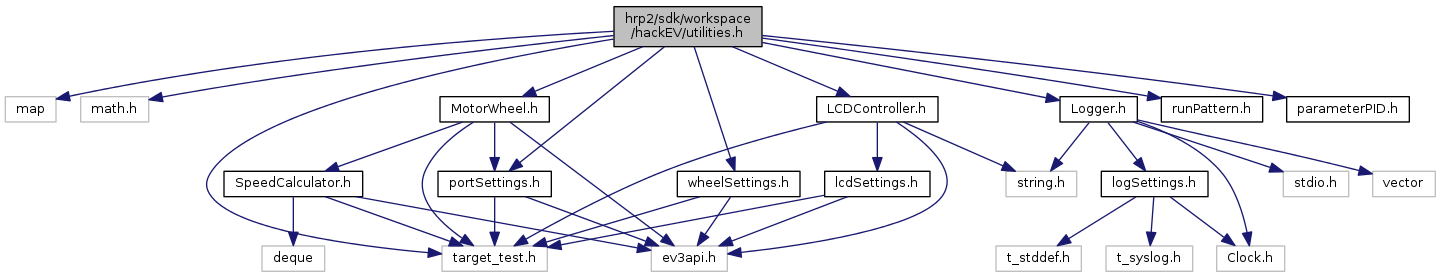 hrp2/sdk/workspace
/hackEV/utilities.h
map
math.h
MotorWheel.h
LCDController.h
Logger.h
runPattern.h
parameterPID.h
SpeedCalculator.h
portSettings.h
wheelSettings.h
lcdSettings.h
string.h
logSettings.h
stdio.h
vector
deque
target_test.h
ev3api.h
t_stddef.h
t_syslog.h
Clock.h